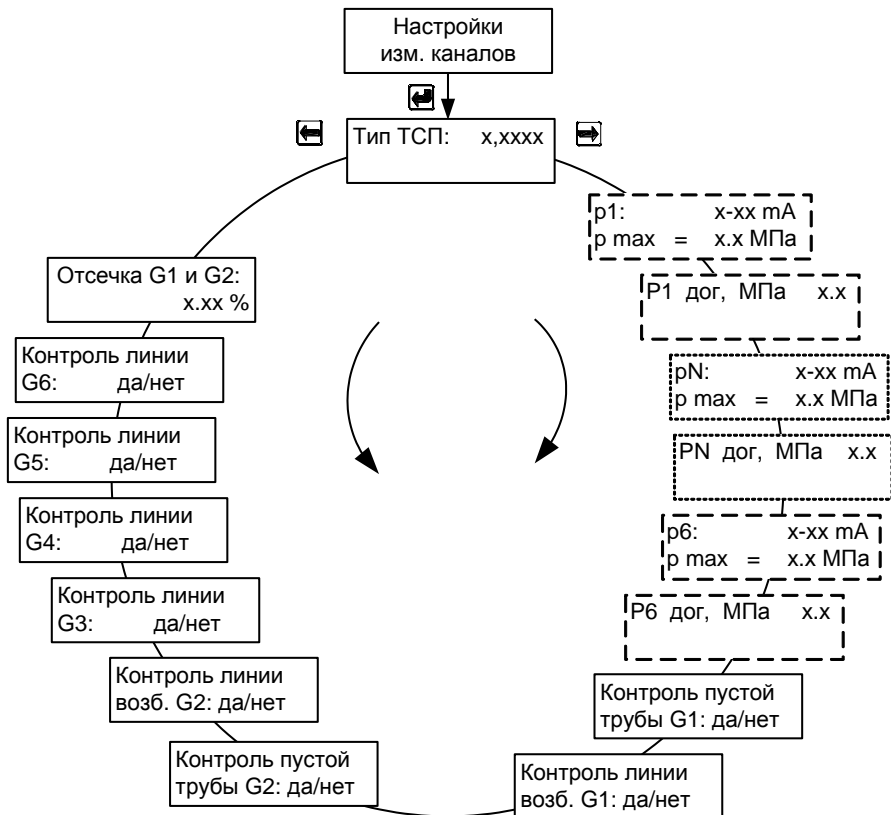 Настройки
изм. каналов
Тип ТСП: х,хххх
p1: x-xx mA
p max = x.x МПа
P1 дог, МПа x.x
pN: x-xx mA
p max = x.x МПа
PN дог, МПа x.x
p6: x-xx mA
p max = x.x МПа
P6 дог, МПа x.x
Контроль пустой
трубы G1: да/нет
Контроль линии
возб. G1: да/нет
Контроль пустой
трубы G2: да/нет
Контроль линии
возб. G2: да/нет
Контроль линии
G3: да/нет
Контроль линии
G4: да/нет
Контроль линии
G5: да/нет
Контроль линии
G6: да/нет
Отсечка G1 и G2:
x.xx %